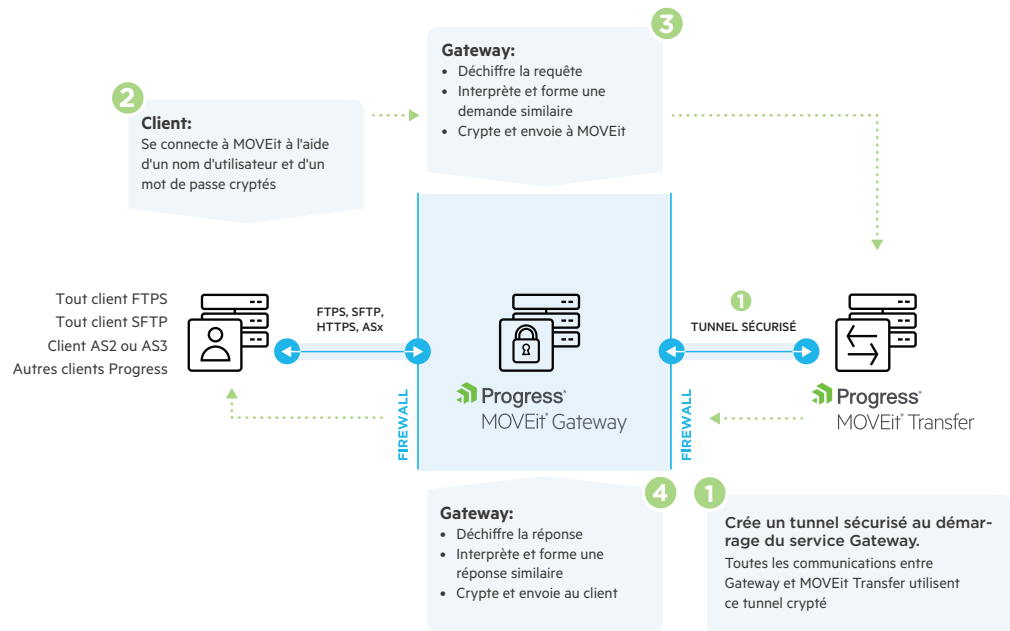 3
Gateway:
• Déchiffre la requête
• Interprète et forme une
demande similaire
• Crypte et envoie à MOVEit
2
Client:
Se connecte à MOVEit à l'aide
d'un nom d'utilisateur et d'un
mot de passe cryptés
Tout client FTPS
Tout client SFTP
Client AS2 ou AS3
Autres clients Progress
FTPS, SFTP,
HTTPS, ASx
FIREWALL
Progress®
MOVEit® Gateway
1
TUNNEL SÉCURISÉ
FIREWALL
Progress®
MOVEit® Transfer
4
Gateway:
• Déchiffre la réponse
• Interprète et forme une
réponse similaire
• Crypte et envoie au client
1
Crée un tunnel sécurisé au démar-
rage du service Gateway.
Toutes les communications entre
Gateway et MOVEit Transfer utilisent
ce tunnel crypté